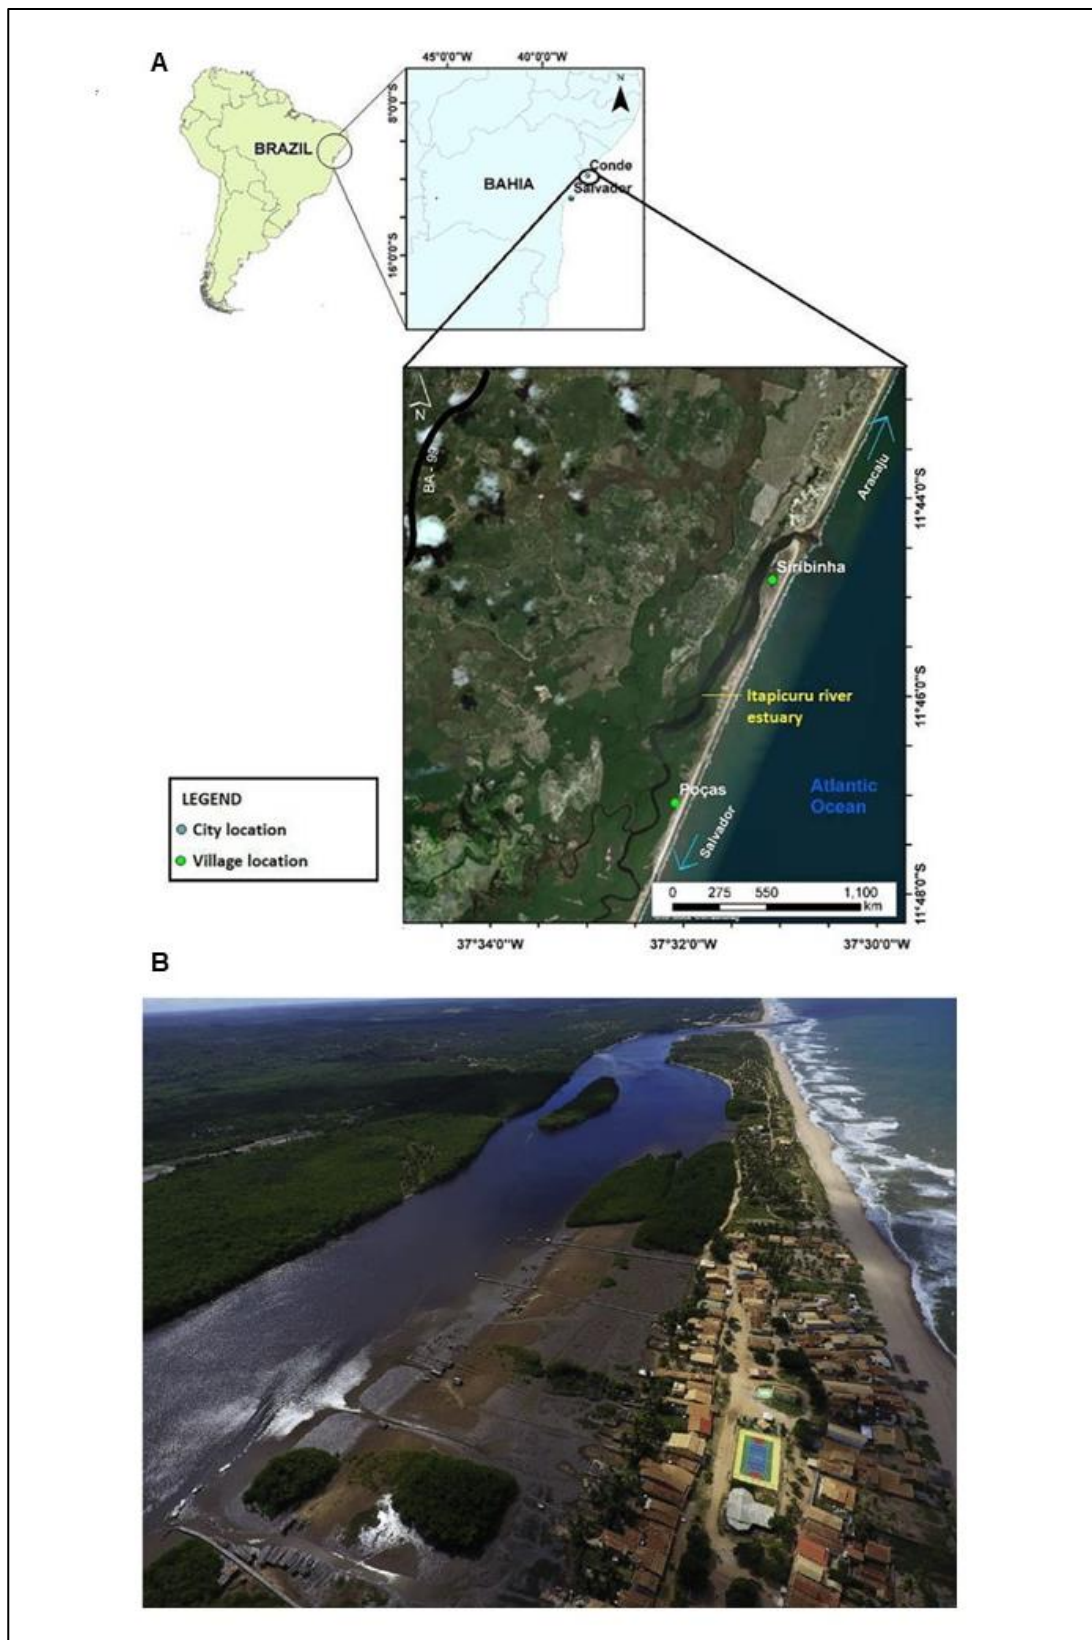 A
45°0'0"W 40°0'0"W
8°0'0"S
16°0'0"S
N
BRAZIL
BAHIA
Conde
Salvador
N
BA - 99
Aracaju
Siribinha
Itapicuru river
estuary
Poças
Salvador
Atlantic
Ocean
11°44'0"S
11°46'0"S
11°48'0"S
0 275 550 1,100
km
37°34'0"W 37°32'0"W 37°30'0"W
LEGEND
City location
Village location
B